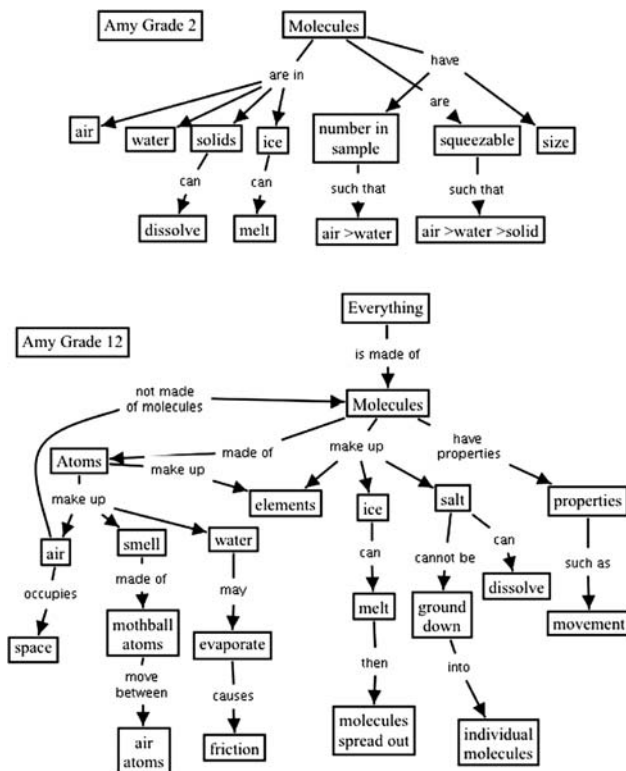 Amy Grade 2
Molecules
are in
have
are
air
water
solids
ice
number in
sample
squeezable
size
can
can
such that
such that
dissolve
melt
air >water
air >water >solid
Everything
Amy Grade 12
is made of
not made
of molecules
Molecules
made of
make up
have
properties
Atoms
make up
elements
ice
salt
properties
make up
air
smell
water
can
cannot be
can
such as
dissolve
occupies
made of
may
melt
ground
down
movement
space
mothball
atoms
evaporate
then
into
move
between
causes
air
atoms
friction
molecules
spread out
individual
molecules